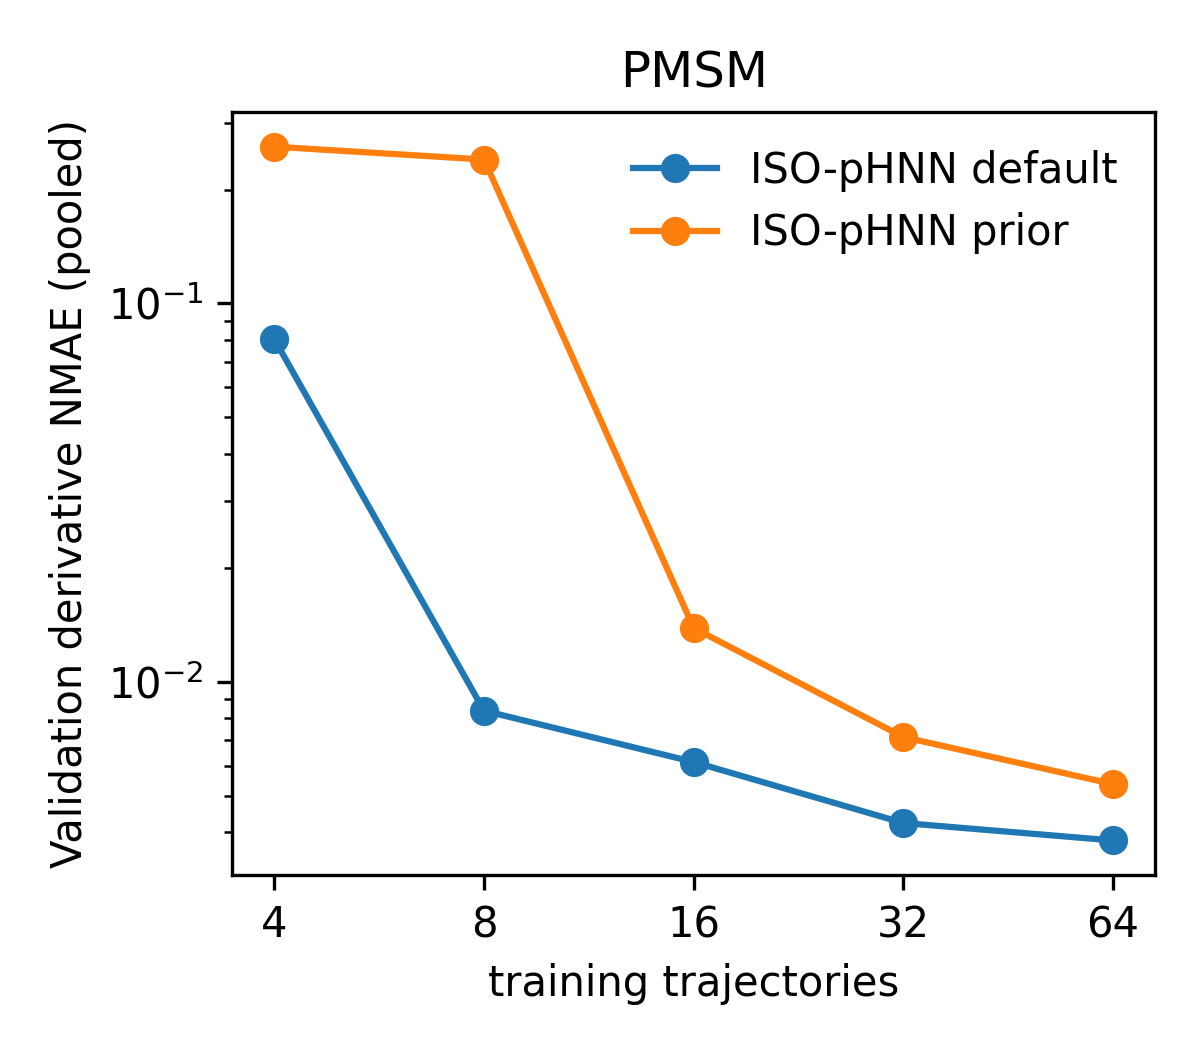 PMSM
Validation derivative NMAE (pooled)
ISO-pHNN default
ISO-pHNN prior
10⁻¹
10⁻²
4 8 16 32 64
training trajectories